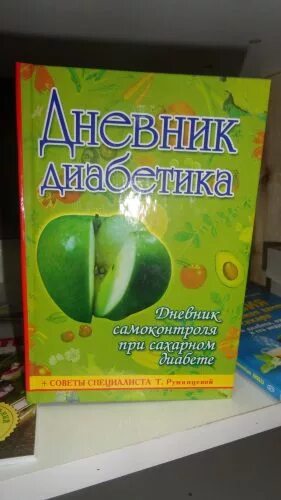 Дневник
диабетика
Дневник
самоконтроля
при сахарном
диабете
+ СОВЕТЫ СПЕЦИАЛИСТА Т. Румянцевой